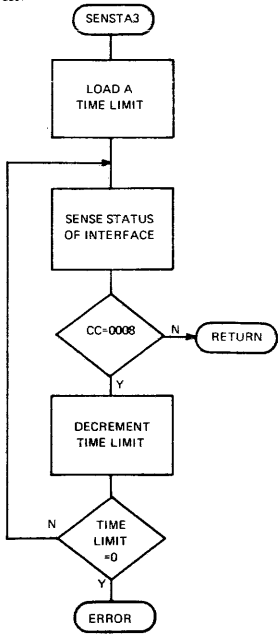 SENSTA3
LOAD A
TIME LIMIT
SENSE STATUS
OF INTERFACE
CC=0008
N
RETURN
Y
DECREMENT
TIME LIMIT
N
TIME
LIMIT
=0
Y
ERROR